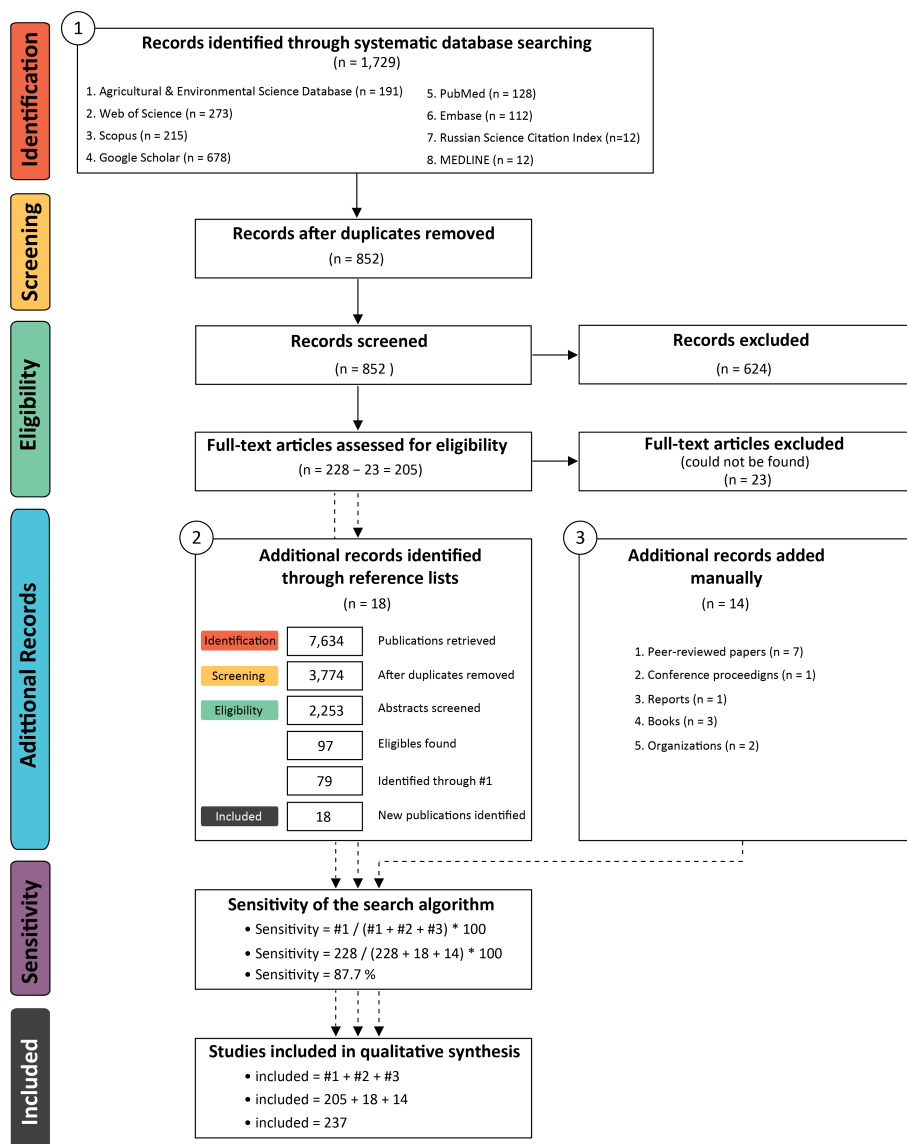 Identification
1
Records identified through systematic database searching
(n = 1,729)
1. Agricultural & Environmental Science Database (n = 191)
2. Web of Science (n = 273)
3. Scopus (n = 215)
4. Google Scholar (n = 678)
5. PubMed (n = 128)
6. Embase (n = 112)
7. Russian Science Citation Index (n=12)
8. MEDLINE (n = 12)
Screening
Records after duplicates removed
(n = 852)
Eligibility
Records screened
(n = 852 )
Records excluded
(n = 624)
Full-text articles assessed for eligibility
(n = 228 – 23 = 205)
Full-text articles excluded
(could not be found)
(n = 23)
Aditional Records
2
Additional records identified
through reference lists
(n = 18)
Identification 7,634 Publications retrieved
Screening 3,774 After duplicates removed
Eligibility 2,253 Abstracts screened
97 Eligibles found
79 Identified through #1
Included 18 New publications identified
3
Additional records added
manually
(n = 14)
1. Peer-reviewed papers (n = 7)
2. Conference proceedigns (n = 1)
3. Reports (n = 1)
4. Books (n = 3)
5. Organizations (n = 2)
Sensitivity
Sensitivity of the search algorithm
• Sensitivity = #1 / (#1 + #2 + #3) * 100
• Sensitivity = 228 / (228 + 18 + 14) * 100
• Sensitivity = 87.7 %
Included
Studies included in qualitative synthesis
• included = #1 + #2 + #3
• included = 205 + 18 + 14
• included = 237